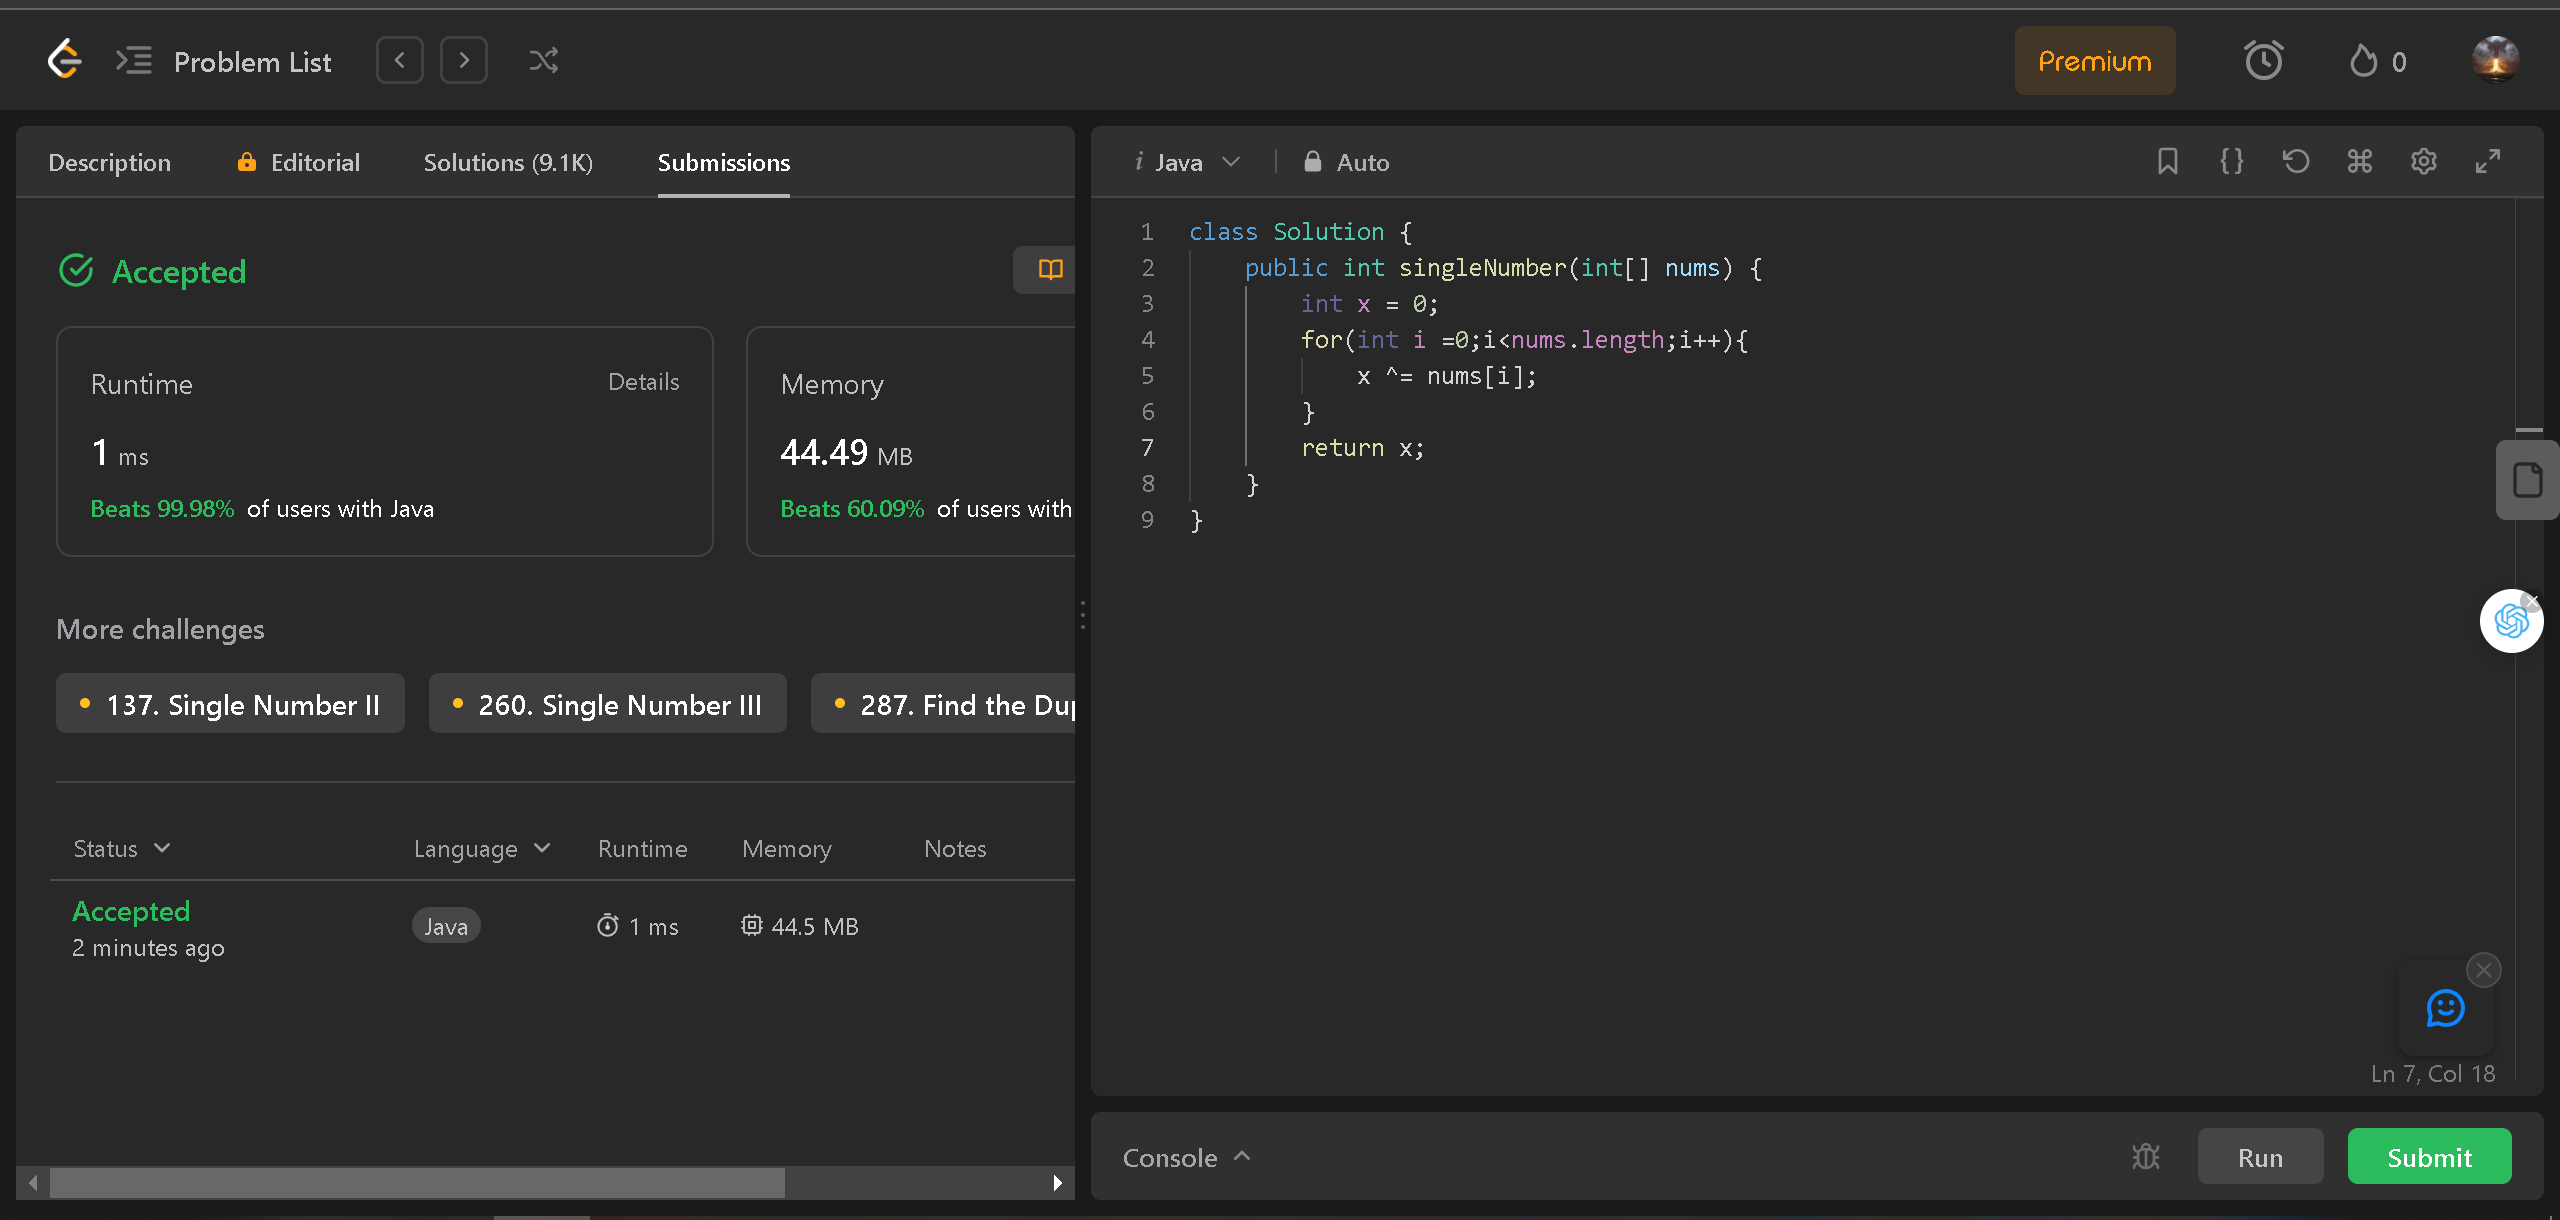 Problem List
Premium
0
Description
Editorial
Solutions (9.1K)
Submissions
Accepted
Runtime
Details
1 ms
Beats 99.98% of users with Java
Memory
44.49 MB
Beats 60.09% of users with
More challenges
137. Single Number II
260. Single Number III
287. Find the Dup
Status
Language
Runtime
Memory
Notes
Accepted
2 minutes ago
Java
1 ms
44.5 MB
i Java
Auto
1 class Solution {
2     public int singleNumber(int[] nums) {
3         int x = 0;
4         for(int i =0;i<nums.length;i++){
5             x ^= nums[i];
6         }
7         return x;
8     }
9 }
Ln 7, Col 18
Console
Run
Submit